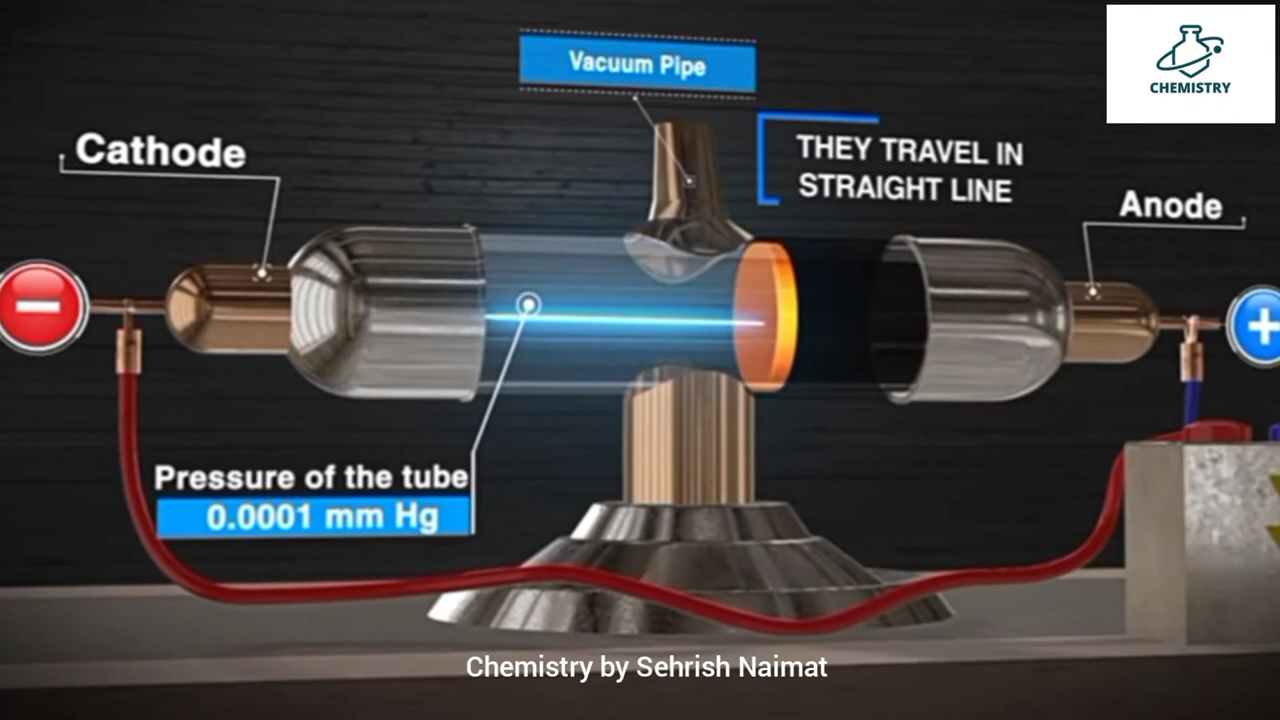 Vacuum Pipe
CHEMISTRY
Cathode
THEY TRAVEL IN
STRAIGHT LINE
Anode
Pressure of the tube
0.0001 mm Hg
Chemistry by Sehrish Naimat